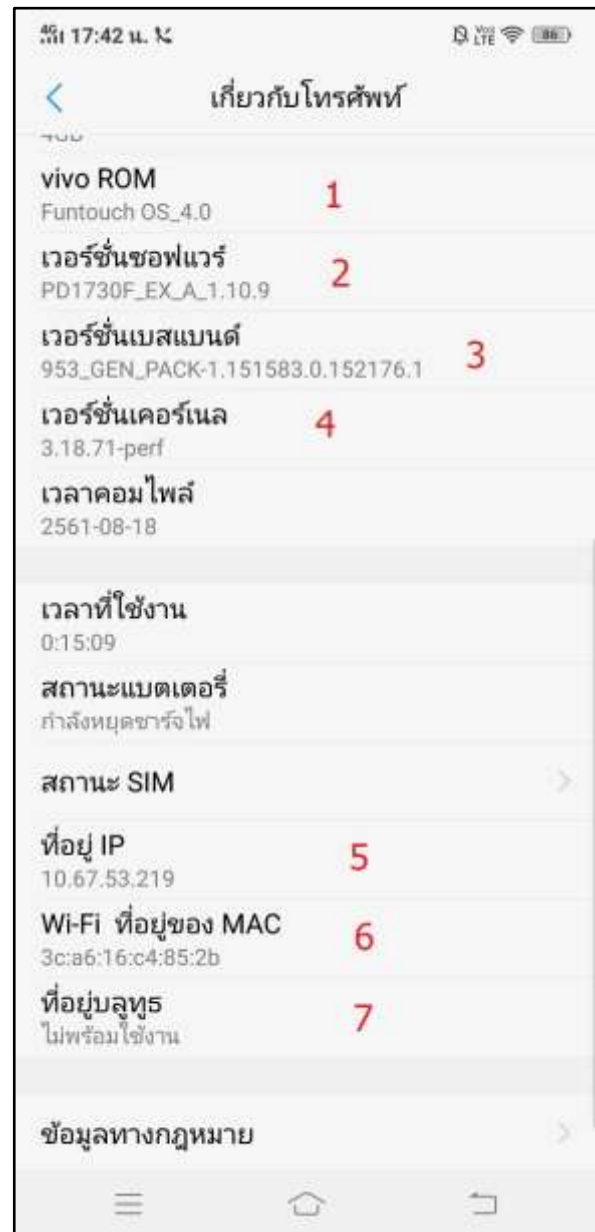 4G 17:42 น. VoLTE 86
เกี่ยวกับโทรศัพท์
vivo ROM
Funtouch OS_4.0 1
เวอร์ชั่นซอฟแวร์
PD1730F_EX_A_1.10.9 2
เวอร์ชั่นเบสแบนด์
953_GEN_PACK-1.151583.0.152176.1 3
เวอร์ชั่นเคอร์เนล
3.18.71-perf 4
เวลาคอมไพล์
2561-08-18
เวลาที่ใช้งาน
0:15:09
สถานะแบตเตอรี่
กำลังหยุดชาร์จไฟ
สถานะ SIM
ที่อยู่ IP
10.67.53.219 5
Wi-Fi ที่อยู่ของ MAC
3c:a6:16:c4:85:2b 6
ที่อยู่บลูทูธ
ไม่พร้อมใช้งาน 7
ข้อมูลทางกฎหมาย